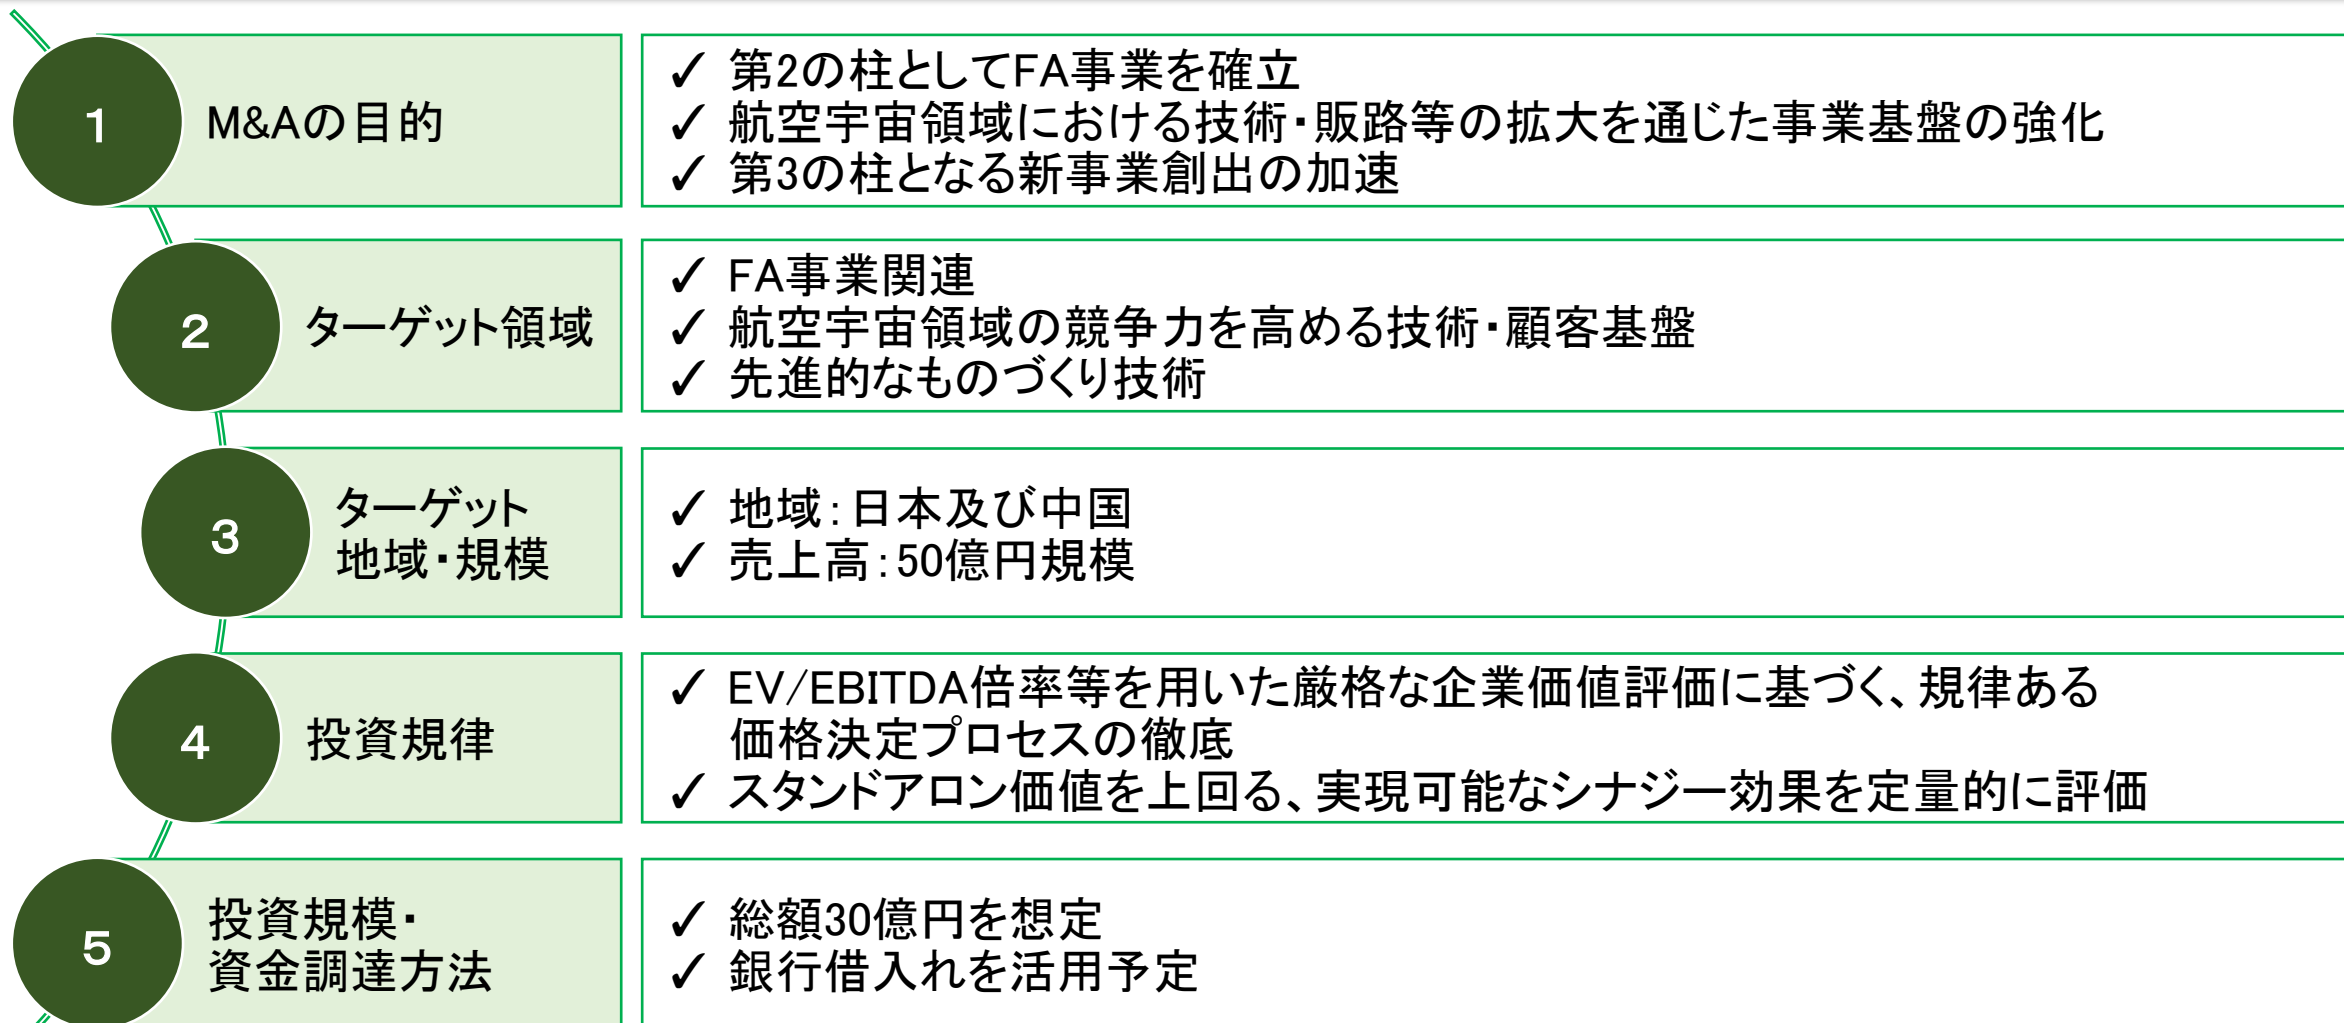 1
M&Aの目的
✓ 第2の柱としてFA事業を確立
✓ 航空宇宙領域における技術・販路等の拡大を通じた事業基盤の強化
✓ 第3の柱となる新事業創出の加速
2
ターゲット領域
✓ FA事業関連
✓ 航空宇宙領域の競争力を高める技術・顧客基盤
✓ 先進的なものづくり技術
3
ターゲット
地域・規模
✓ 地域:日本及び中国
✓ 売上高:50億円規模
4
投資規律
✓ EV/EBITDA倍率等を用いた厳格な企業価値評価に基づく、規律ある
価格決定プロセスの徹底
✓ スタンドアロン価値を上回る、実現可能なシナジー効果を定量的に評価
5
投資規模・
資金調達方法
✓ 総額30億円を想定
✓ 銀行借入れを活用予定